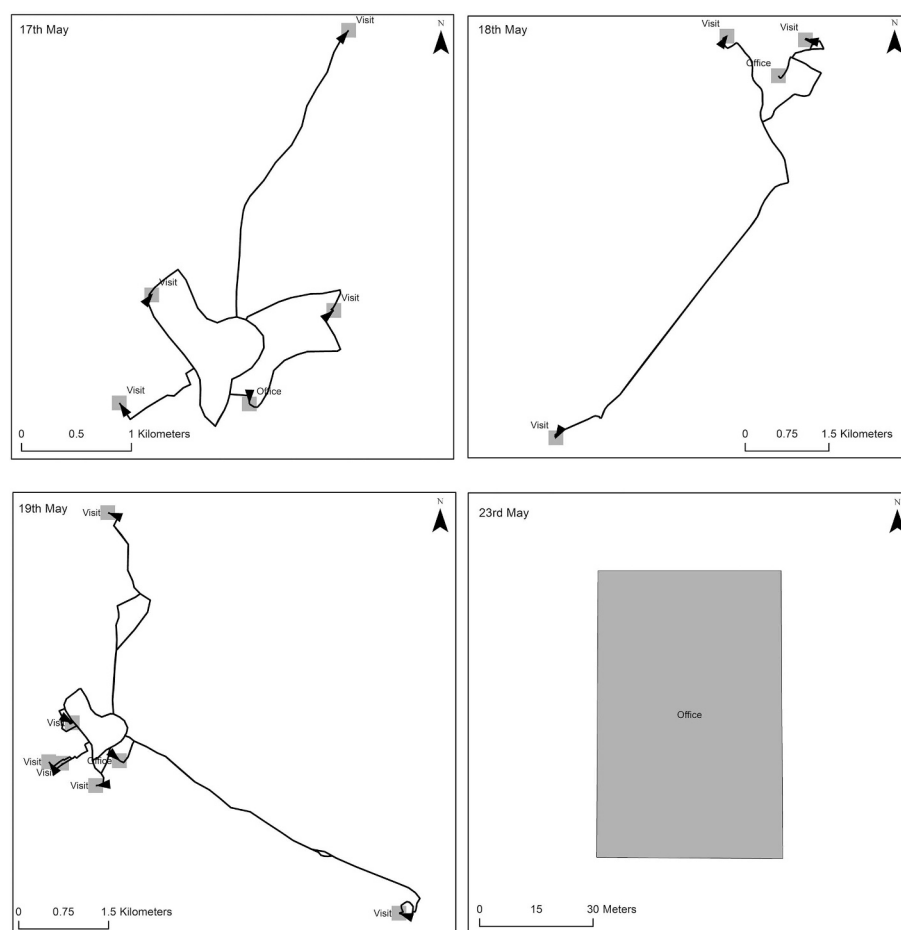 17th May
N
Visit
Visit
Visit
Visit
Office
0 0.5 1 Kilometers
18th May
N
Visit
Visit
Office
Visit
0 0.75 1.5 Kilometers
19th May
N
Visit
Visit
Visit
Visit
Office
Visit
Visit
0 0.75 1.5 Kilometers
23rd May
N
Office
0 15 30 Meters